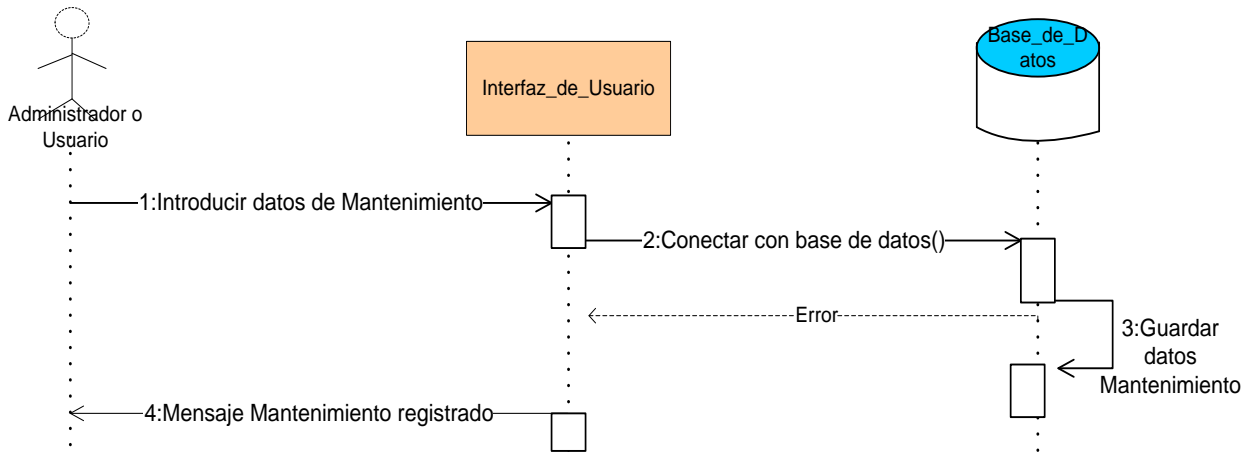 Base_de_D
atos
Interfaz_de_Usuario
Administrador o
Usuario
1:Introducir datos de Mantenimiento
2:Conectar con base de datos()
Error
3:Guardar
datos
Mantenimiento
4:Mensaje Mantenimiento registrado